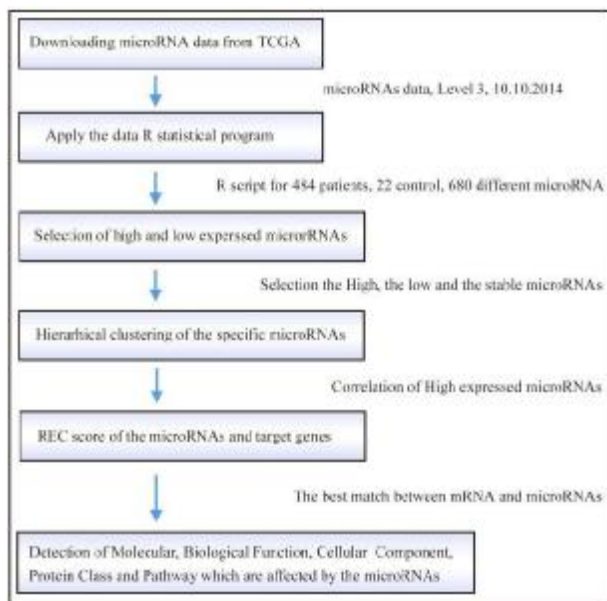 Downloading microRNA data from TCGA
microRNAs data, Level 3, 10.10.2014
Apply the data R statistical program
R script for 484 patients, 22 control, 680 different microRNA
Selection of high and low experssed microrRNAs
Selection the High, the low and the stable microRNAs
Hierarhical clustering of the specific microRNAs
Correlation of High expressed microRNAs
REC score of the microRNAs and target genes
The best match between mRNA and microRNAs
Detection of Molecular, Biological Function, Cellular Component,
Protein Class and Pathway which are affected by the microRNAs